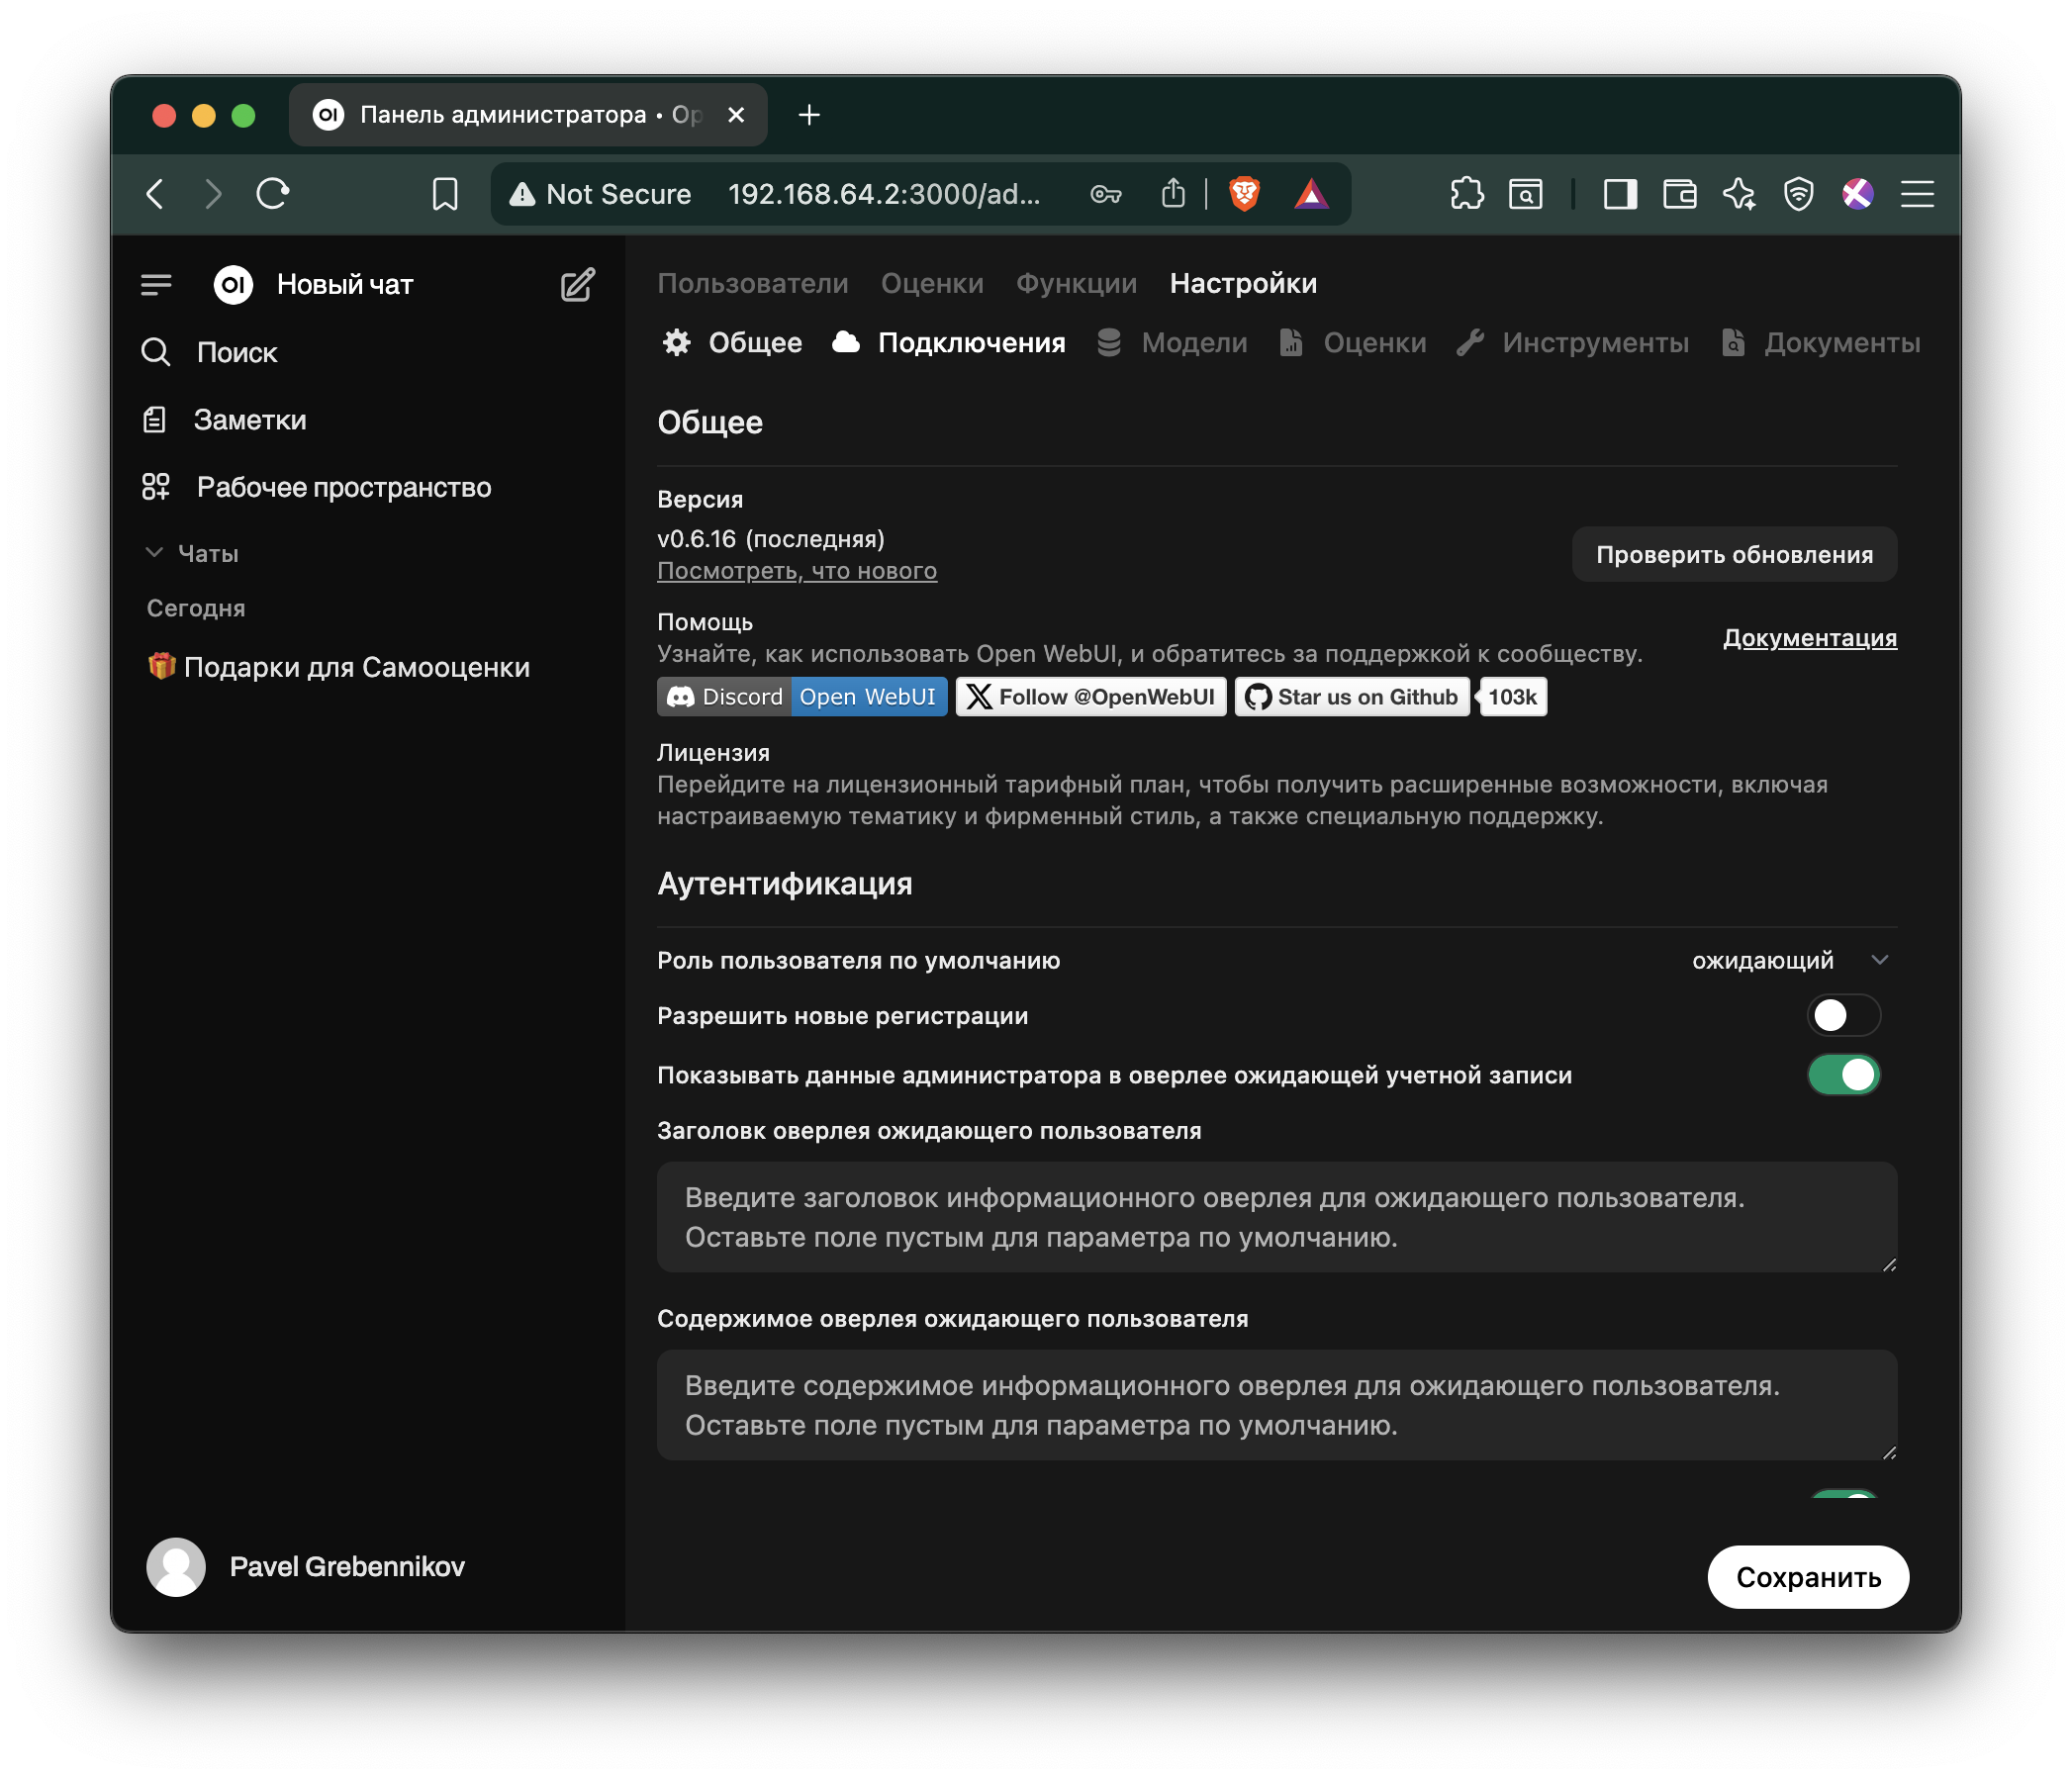 Панель администратора • Op
Not Secure 192.168.64.2:3000/ad...
OI Новый чат
Поиск
Заметки
Рабочее пространство
Чаты
Сегодня
Подарки для Самооценки
Pavel Grebennikov
Пользователи Оценки Функции Настройки
Общее Подключения Модели Оценки Инструменты Документы
Общее
Версия
v0.6.16 (последняя)
Посмотреть, что нового
Проверить обновления
Помощь
Узнайте, как использовать Open WebUI, и обратитесь за поддержкой к сообществу.
Документация
Discord Open WebUI Follow @OpenWebUI Star us on Github 103k
Лицензия
Перейдите на лицензионный тарифный план, чтобы получить расширенные возможности, включая
настраиваемую тематику и фирменный стиль, а также специальную поддержку.
Аутентификация
Роль пользователя по умолчанию ожидающий
Разрешить новые регистрации
Показывать данные администратора в оверлее ожидающей учетной записи
Заголовк оверлея ожидающего пользователя
Введите заголовок информационного оверлея для ожидающего пользователя.
Оставьте поле пустым для параметра по умолчанию.
Содержимое оверлея ожидающего пользователя
Введите содержимое информационного оверлея для ожидающего пользователя.
Оставьте поле пустым для параметра по умолчанию.
Сохранить